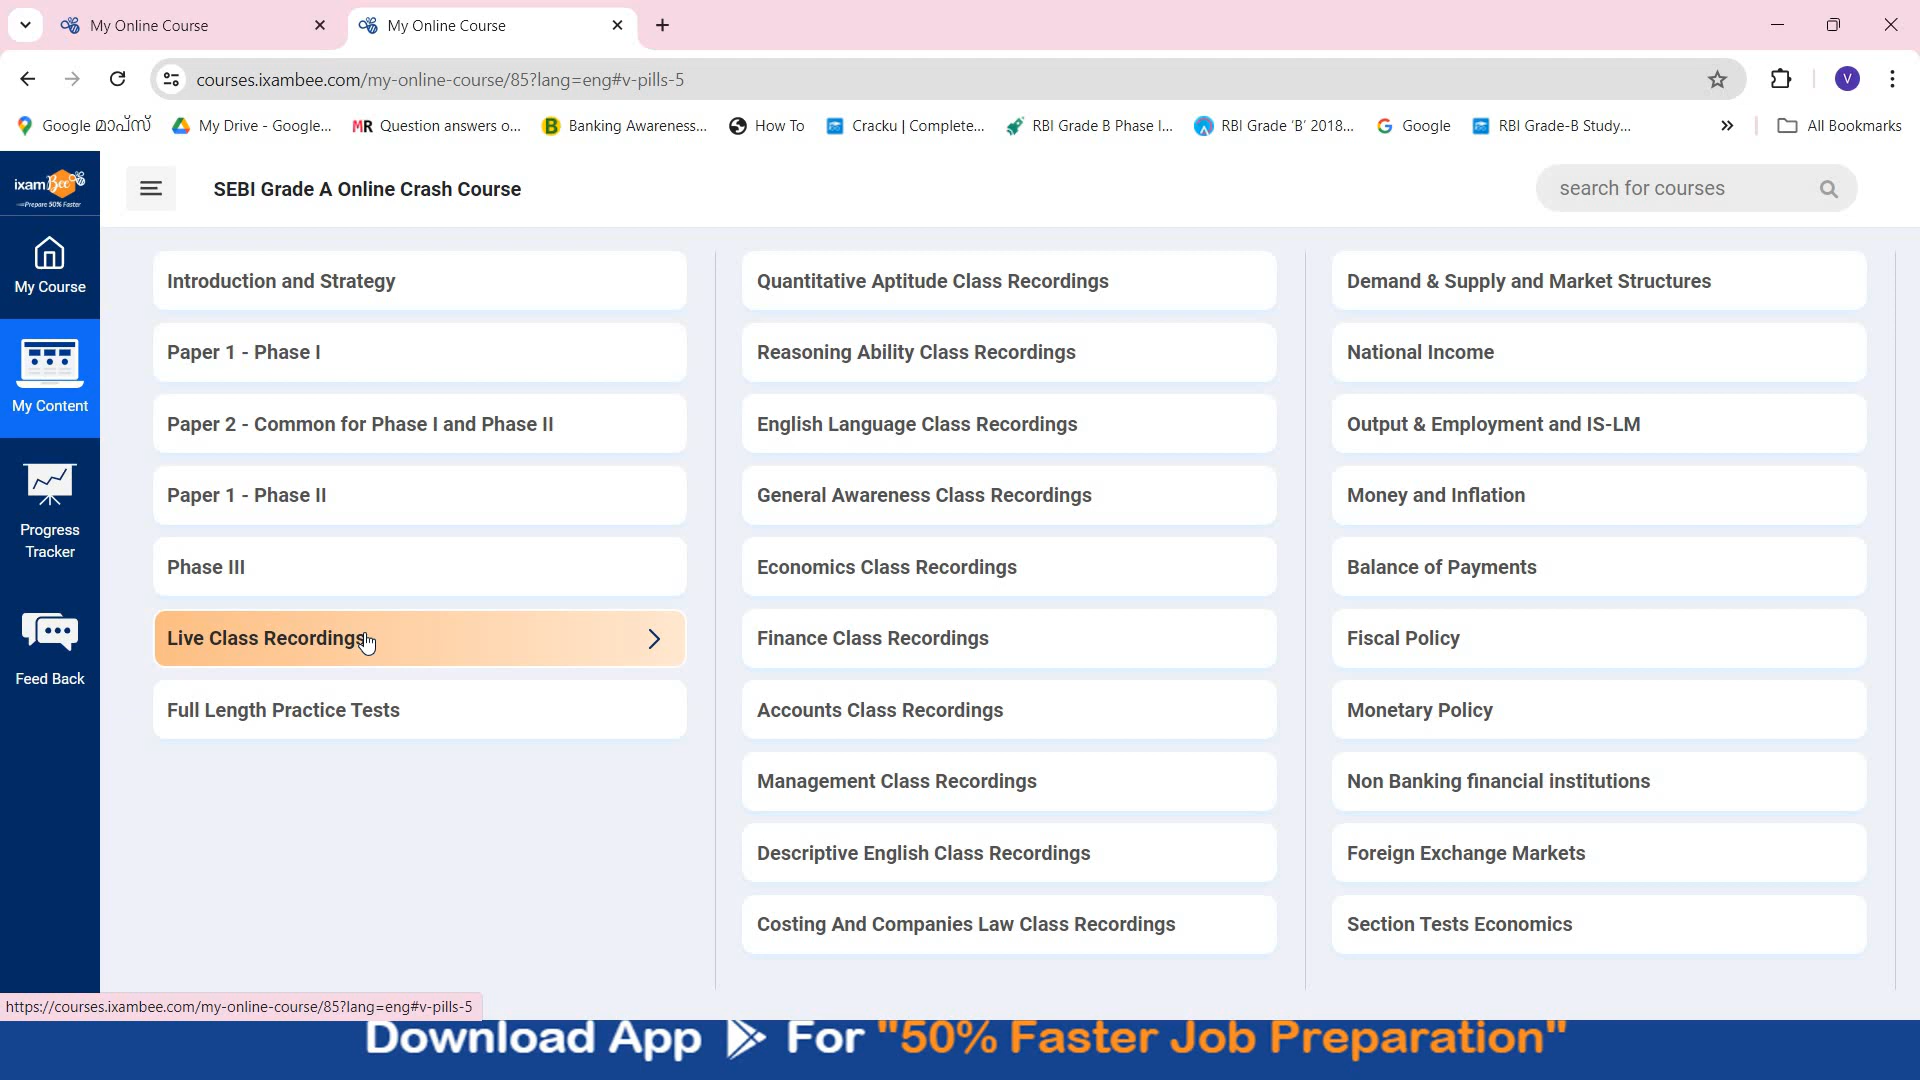 My Online Course
My Online Course
courses.ixambee.com/my-online-course/85?lang=eng#v-pills-5
V
Google മാപ്സ്
My Drive - Google...
MR Question answers o...
B Banking Awareness...
How To
Cracku | Complete...
RBI Grade B Phase I...
RBI Grade 'B' 2018...
Google
RBI Grade-B Study...
All Bookmarks
ixamBee
Prepare 50% Faster
SEBI Grade A Online Crash Course
search for courses
My Course
My Content
Progress
Tracker
Feed Back
Introduction and Strategy
Paper 1 - Phase I
Paper 2 - Common for Phase I and Phase II
Paper 1 - Phase II
Phase III
Live Class Recordings
Full Length Practice Tests
Quantitative Aptitude Class Recordings
Reasoning Ability Class Recordings
English Language Class Recordings
General Awareness Class Recordings
Economics Class Recordings
Finance Class Recordings
Accounts Class Recordings
Management Class Recordings
Descriptive English Class Recordings
Costing And Companies Law Class Recordings
Demand & Supply and Market Structures
National Income
Output & Employment and IS-LM
Money and Inflation
Balance of Payments
Fiscal Policy
Monetary Policy
Non Banking financial institutions
Foreign Exchange Markets
Section Tests Economics
https://courses.ixambee.com/my-online-course/85?lang=eng#v-pills-5
Download App For "50% Faster Job Preparation"